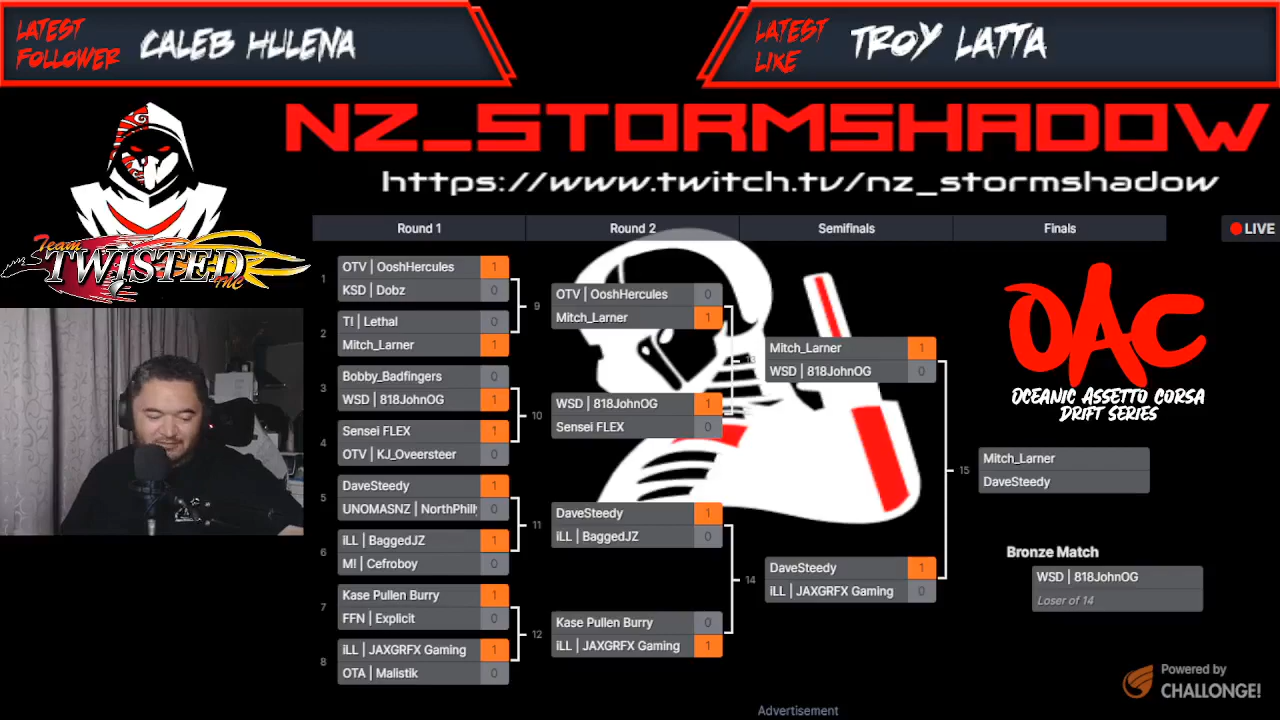 LATEST FOLLOWER
CALEB HULENA
LATEST LIKE
TROY LATTA
NZ_STORMSHADOW
https://www.twitch.tv/nz_stormshadow
Team
TWISTED
INC
Round 1
Round 2
Semifinals
Finals
LIVE
1
OTV | OoshHercules 1
KSD | Dobz 0
2
T! | Lethal 0
Mitch_Larner 1
3
Bobby_Badfingers 0
WSD | 818JohnOG 1
4
Sensei FLEX 1
OTV | KJ_Oveersteer 0
5
DaveSteedy 1
UNOMASNZ | NorthPhill 0
6
iLL | BaggedJZ 1
M! | Cefroboy 0
7
Kase Pullen Burry 1
FFN | Explicit 0
8
iLL | JAXGRFX Gaming 1
OTA | Malistik 0
9
OTV | OoshHercules 0
Mitch_Larner 1
10
WSD | 818JohnOG 1
Sensei FLEX 0
11
DaveSteedy 1
iLL | BaggedJZ 0
12
Kase Pullen Burry 0
iLL | JAXGRFX Gaming 1
13
Mitch_Larner 1
WSD | 818JohnOG 0
14
DaveSteedy 1
iLL | JAXGRFX Gaming 0
15
Mitch_Larner
DaveSteedy
Bronze Match
WSD | 818JohnOG
Loser of 14
OAC
OCEANIC ASSETTO CORSA
DRIFT SERIES
Powered by
CHALLONGE!
Advertisement